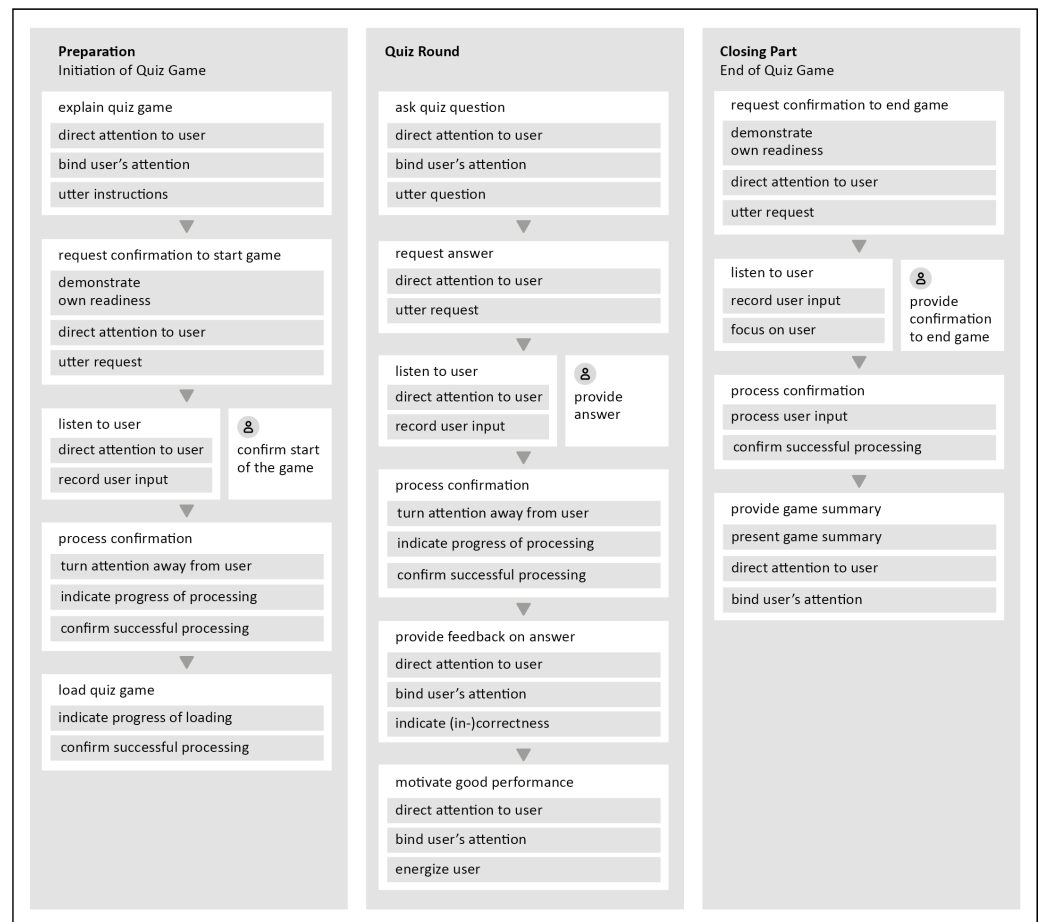 Preparation
Initiation of Quiz Game
explain quiz game
direct attention to user
bind user's attention
utter instructions
request confirmation to start game
demonstrate
own readiness
direct attention to user
utter request
listen to user
direct attention to user
record user input
confirm start
of the game
process confirmation
turn attention away from user
indicate progress of processing
confirm successful processing
load quiz game
indicate progress of loading
confirm successful processing
Quiz Round
ask quiz question
direct attention to user
bind user's attention
utter question
request answer
direct attention to user
utter request
listen to user
direct attention to user
record user input
provide
answer
process confirmation
turn attention away from user
indicate progress of processing
confirm successful processing
provide feedback on answer
direct attention to user
bind user's attention
indicate (in-)correctness
motivate good performance
direct attention to user
bind user's attention
energize user
Closing Part
End of Quiz Game
request confirmation to end game
demonstrate
own readiness
direct attention to user
utter request
listen to user
record user input
focus on user
provide
confirmation
to end game
process confirmation
process user input
confirm successful processing
provide game summary
present game summary
direct attention to user
bind user's attention